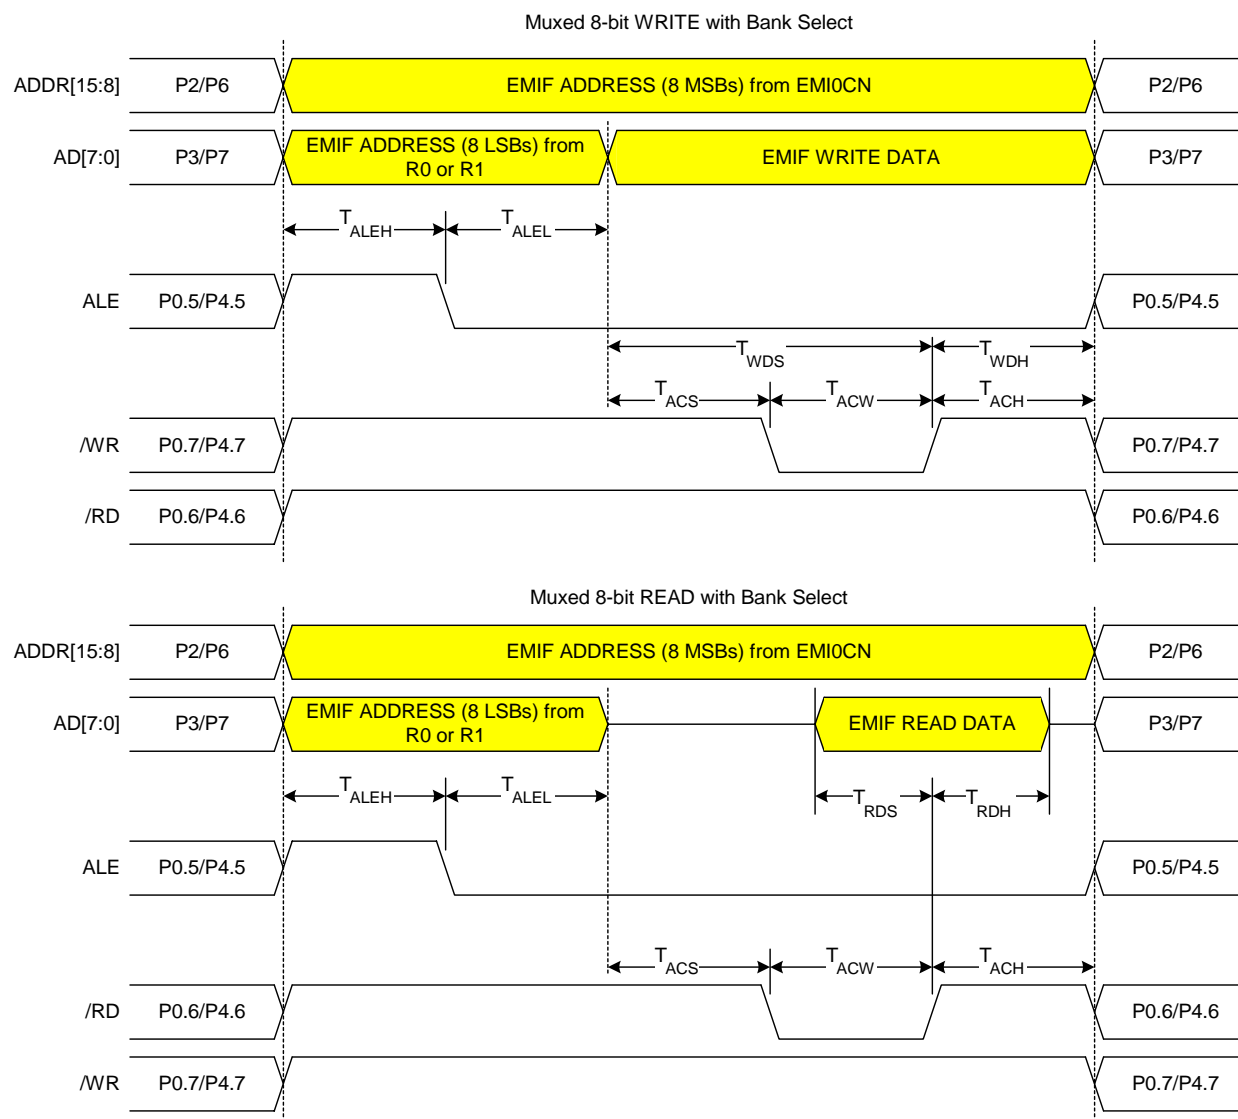 Muxed 8-bit WRITE with Bank Select
ADDR[15:8] P2/P6 EMIF ADDRESS (8 MSBs) from EMI0CN P2/P6
AD[7:0] P3/P7 EMIF ADDRESS (8 LSBs) from
R0 or R1 EMIF WRITE DATA P3/P7
TALEH TALEL
ALE P0.5/P4.5 P0.5/P4.5
TWDS TWDH
TACS TACW TACH
/WR P0.7/P4.7 P0.7/P4.7
/RD P0.6/P4.6 P0.6/P4.6
Muxed 8-bit READ with Bank Select
ADDR[15:8] P2/P6 EMIF ADDRESS (8 MSBs) from EMI0CN P2/P6
AD[7:0] P3/P7 EMIF ADDRESS (8 LSBs) from
R0 or R1 EMIF READ DATA P3/P7
TALEH TALEL TRDS TRDH
ALE P0.5/P4.5 P0.5/P4.5
TACS TACW TACH
/RD P0.6/P4.6 P0.6/P4.6
/WR P0.7/P4.7 P0.7/P4.7